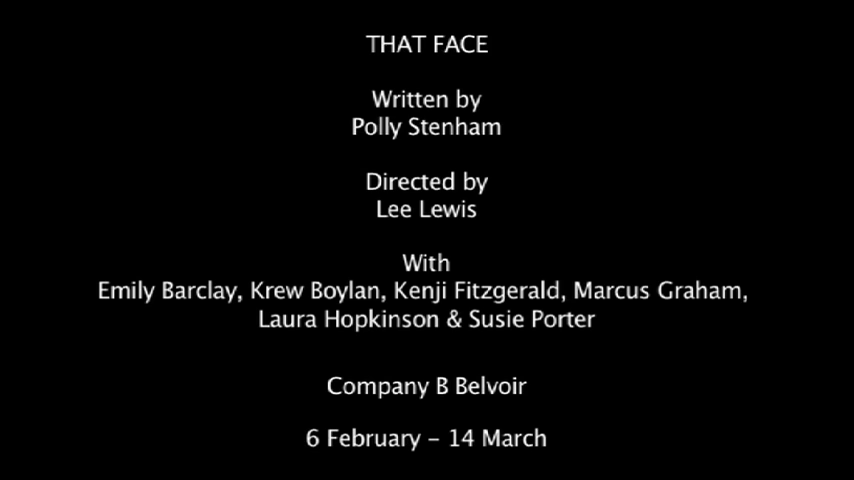 THAT FACE
Written by
Polly Stenham
Directed by
Lee Lewis
With
Emily Barclay, Krew Boylan, Kenji Fitzgerald, Marcus Graham,
Laura Hopkinson & Susie Porter
Company B Belvoir
6 February – 14 March